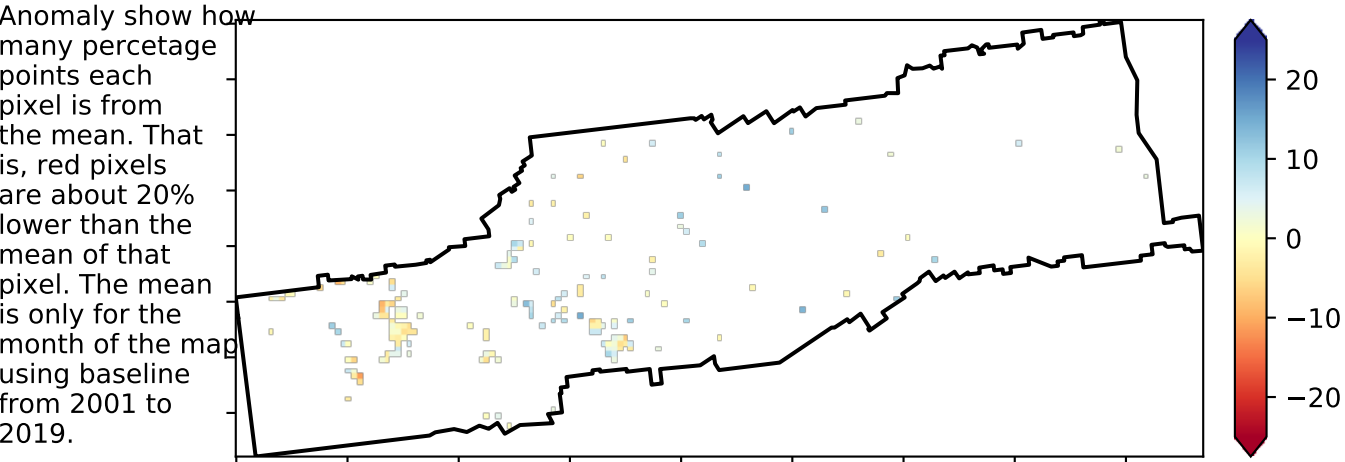 Anomaly show how
many percetage
points each
pixel is from
the mean. That
is, red pixels
are about 20%
lower than the
mean of that
pixel. The mean
is only for the
month of the map
using baseline
from 2001 to
2019.
20
10
0
−10
−20